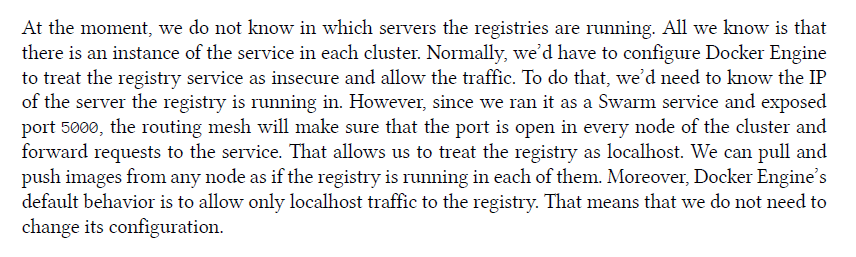 At the moment, we do not know in which servers the registries are running. All we know is that
there is an instance of the service in each cluster. Normally, we’d have to configure Docker Engine
to treat the registry service as insecure and allow the traffic. To do that, we’d need to know the IP
of the server the registry is running in. However, since we ran it as a Swarm service and exposed
port 5000, the routing mesh will make sure that the port is open in every node of the cluster and
forward requests to the service. That allows us to treat the registry as localhost. We can pull and
push images from any node as if the registry is running in each of them. Moreover, Docker Engine’s
default behavior is to allow only localhost traffic to the registry. That means that we do not need to
change its configuration.